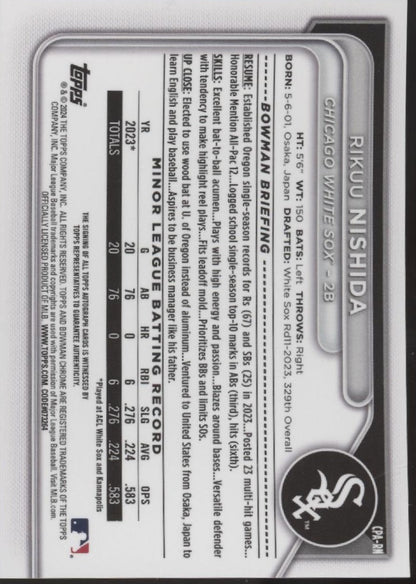 CPA-RN
Sox
TM
RIKUU NISHIDA
CHICAGO WHITE SOX™ - 2B
HT: 5'6" WT: 150 BATS: Left THROWS: Right
BORN: 5-6-01, Osaka, Japan DRAFTED: White Sox Rd11-2023, 329th Overall
BOWMAN BRIEFING
RESUME: Established Oregon single-season records for Rs (67) and SBs (25) in 2023...Posted 23 multi-hit games...
Honorable Mention All-Pac 12...Logged school single-season top-10 marks in ABs (third), hits (sixth).
SKILLS: Excellent bat-to-ball acumen...Plays with high energy and passion...Blazes around bases...Versatile defender
with tendency to make highlight reel plays...Fits leadoff mold...Prioritizes BBs and limits SOs.
UP CLOSE: Elected to use wood bat at U. of Oregon instead of aluminum...Ventured to United States from Osaka, Japan to
learn English and play baseball...Aspires to be business manager like his father.
MINOR LEAGUE BATTING RECORD
YR G AB HR RBI SLG AVG OPS
2023* 20 76 0 6 .276 .224 .583
TOTALS 20 76 0 6 .276 .224 .583
*Played at ACL White Sox and Kannapolis
THE SIGNING OF ALL TOPPS AUTOGRAPH CARDS IS WITNESSED BY
TOPPS REPRESENTATIVES TO GUARANTEE AUTHENTICITY.
topps
® & © 2024 THE TOPPS COMPANY, INC. ALL RIGHTS RESERVED. TOPPS AND BOWMAN CHROME ARE REGISTERED TRADEMARKS OF THE TOPPS
COMPANY, INC. Major League Baseball trademarks and copyrights are used with permission of Major League Baseball. Visit MLB.com.
OFFICIALLY LICENSED PRODUCT OF MLB. WWW.TOPPS.COM.